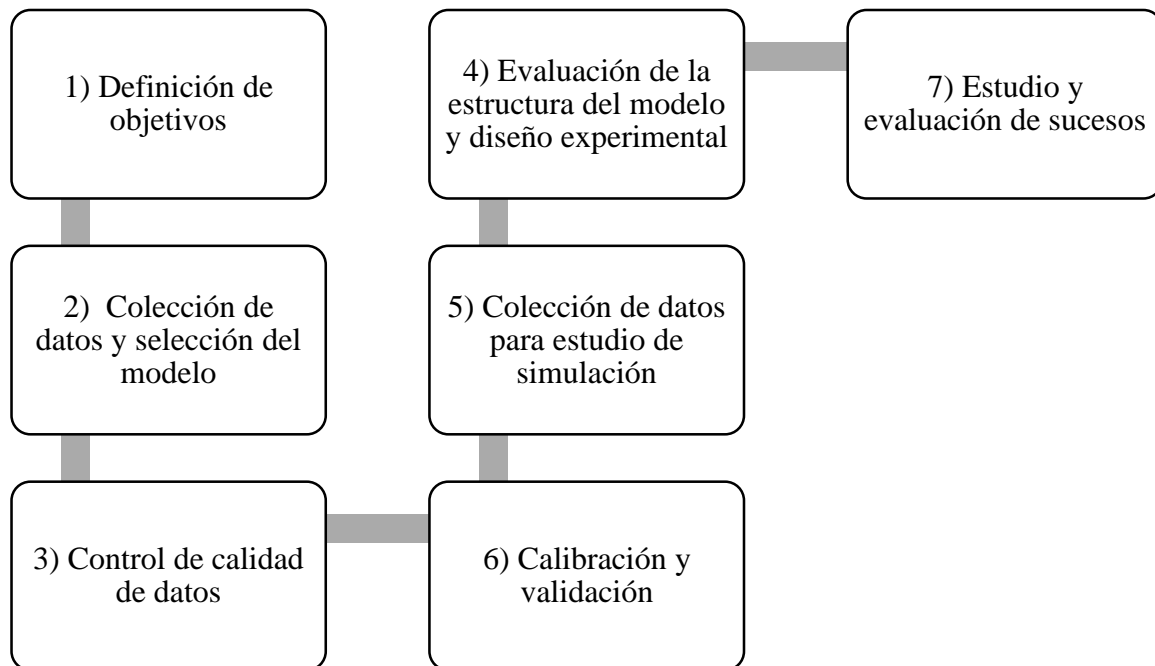 1) Definición de
objetivos
2) Colección de
datos y selección del
modelo
3) Control de calidad
de datos
4) Evaluación de la
estructura del modelo
y diseño experimental
5) Colección de datos
para estudio de
simulación
6) Calibración y
validación
7) Estudio y
evaluación de sucesos